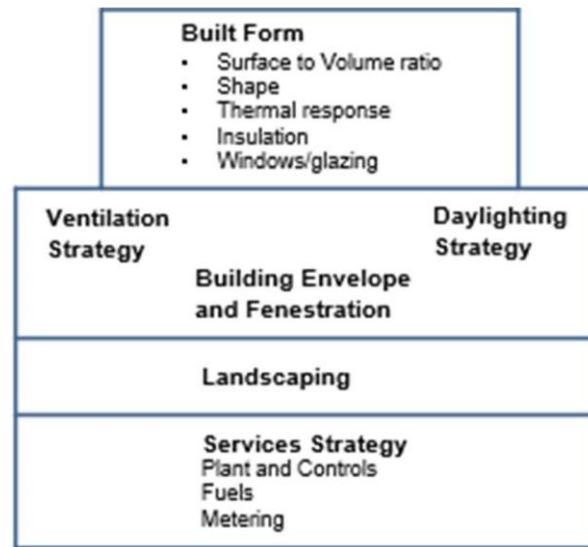 Built Form
• Surface to Volume ratio
• Shape
• Thermal response
• Insulation
• Windows/glazing
Ventilation
Strategy
Daylighting
Strategy
Building Envelope
and Fenestration
Landscaping
Services Strategy
Plant and Controls
Fuels
Metering